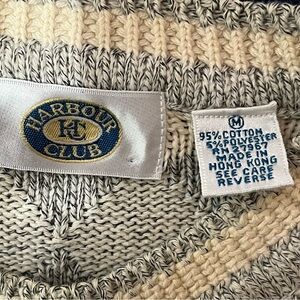 HARBOUR
HC
CLUB
M
95% COTTON
5% POLYESTER
RN 27967
MADE IN
HONG KONG
SEE CARE
REVERSE